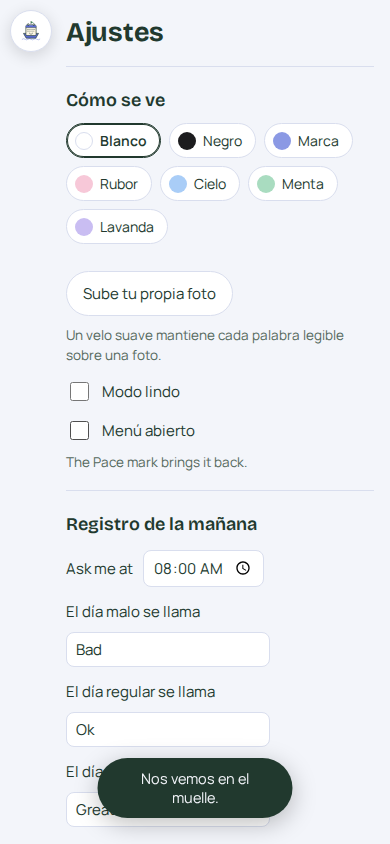 Ajustes
Cómo se ve
Blanco
Negro
Marca
Rubor
Cielo
Menta
Lavanda
Sube tu propia foto
Un velo suave mantiene cada palabra legible
sobre una foto.
Modo lindo
Menú abierto
The Pace mark brings it back.
Registro de la mañana
Ask me at
08:00 AM
El día malo se llama
Bad
El día regular se llama
Ok
El día
Nos vemos en el
muelle.